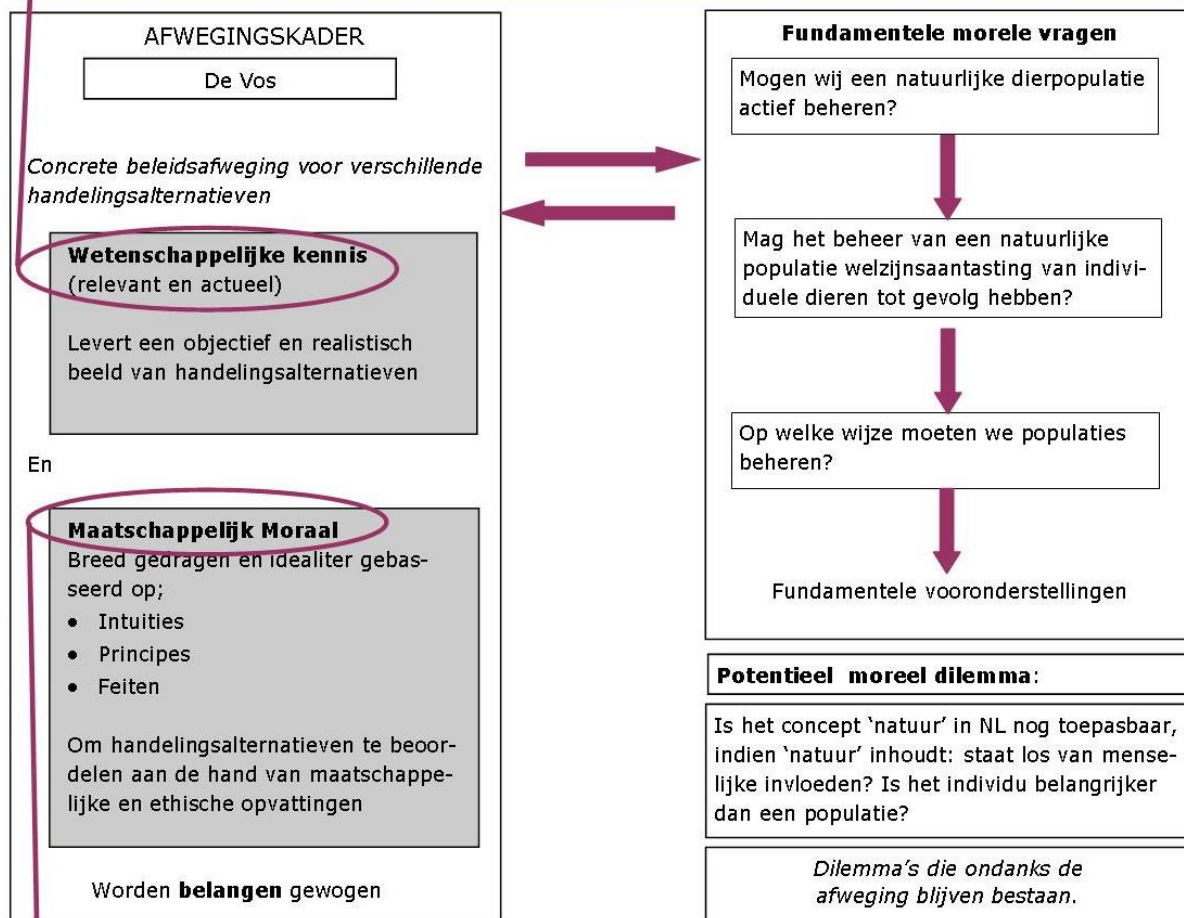 AFWEGINGSKADER
De Vos
Concrete beleidsafweging voor verschillende
handelingsalternatieven
Wetenschappelijke kennis
(relevant en actueel)
Levert een objectief en realistisch
beeld van handelingsalternatieven
En
Maatschappelijk Moraal
Breed gedragen en idealiter gebas-
seerd op;
• Intuities
• Principes
• Feiten
Om handelingsalternatieven te beoor-
delen aan de hand van maatschappe-
lijke en ethische opvattingen
Worden belangen gewogen
Fundamentele morele vragen
Mogen wij een natuurlijke dierpopulatie
actief beheren?
Mag het beheer van een natuurlijke
populatie welzijnsaantasting van indivi-
duele dieren tot gevolg hebben?
Op welke wijze moeten we populaties
beheren?
Fundamentele vooronderstellingen
Potentieel moreel dilemma:
Is het concept ‘natuur’ in NL nog toepasbaar,
indien ‘natuur’ inhoudt: staat los van mense-
lijke invloeden? Is het individu belangrijker
dan een populatie?
Dilemma's die ondanks de
afweging blijven bestaan.